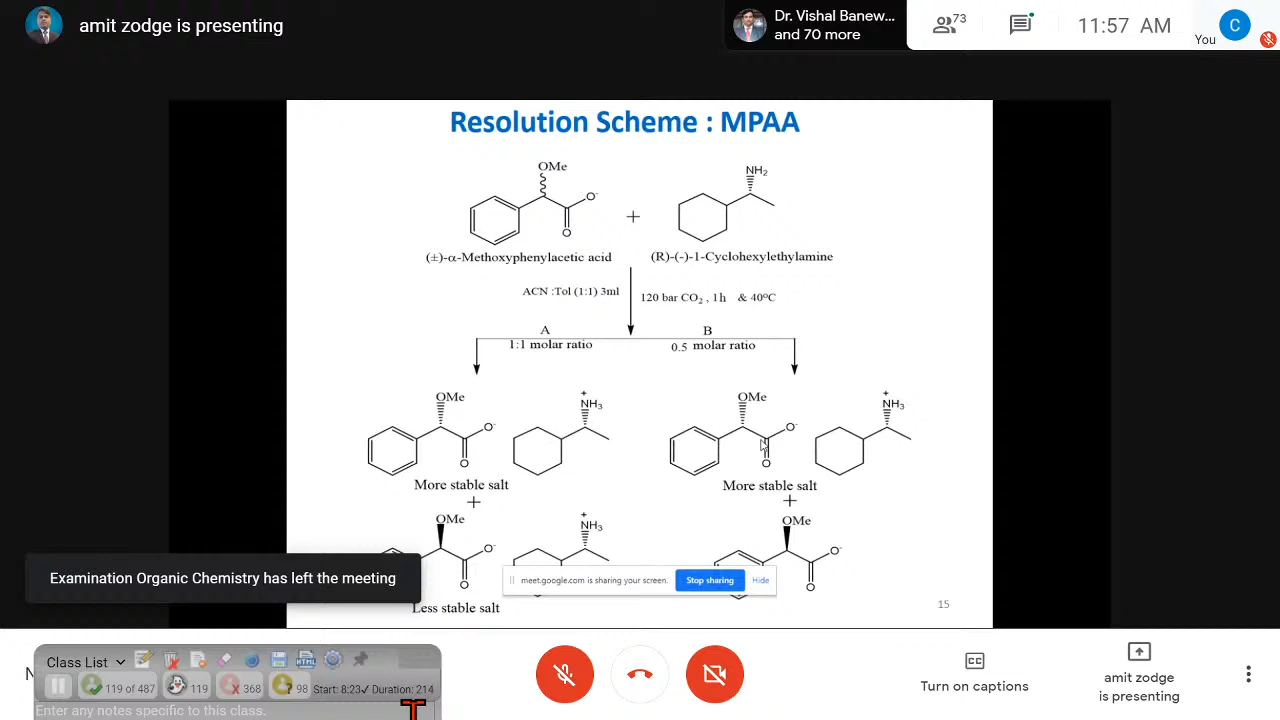 amit zodge is presenting
Dr. Vishal Banew...
and 70 more
73
11:57 AM
You
C
Resolution Scheme : MPAA
OMe
O-
O
+
NH2
(±)-α-Methoxyphenylacetic acid
(R)-(-)-1-Cyclohexylethylamine
ACN :Tol (1:1) 3ml
120 bar CO2 , 1h & 40°C
A
1:1 molar ratio
B
0.5 molar ratio
OMe
O-
O
+
NH3
More stable salt
+
OMe
O-
O
+
NH3
Less stable salt
OMe
O-
O
+
NH3
More stable salt
+
OMe
O-
O
15
Examination Organic Chemistry has left the meeting
meet.google.com is sharing your screen.
Stop sharing
Hide
Class List
HTML
119 of 487
119
368
98
Start: 8:23✓ Duration: 214
Enter any notes specific to this class.
CC
Turn on captions
amit zodge
is presenting